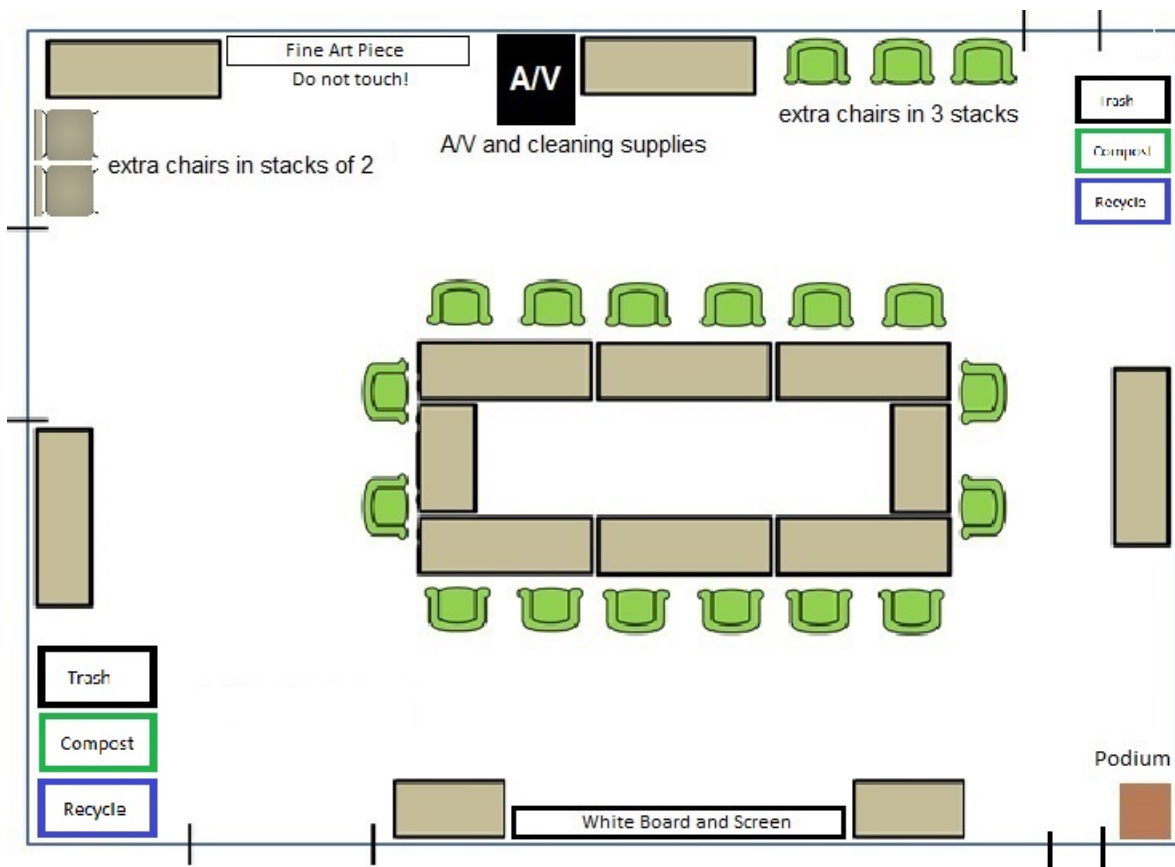 Fine Art Piece
Do not touch!
A/V
A/V and cleaning supplies
extra chairs in 3 stacks
Trash
Compost
Recycle
extra chairs in stacks of 2
Trash
Compost
Recycle
White Board and Screen
Podium